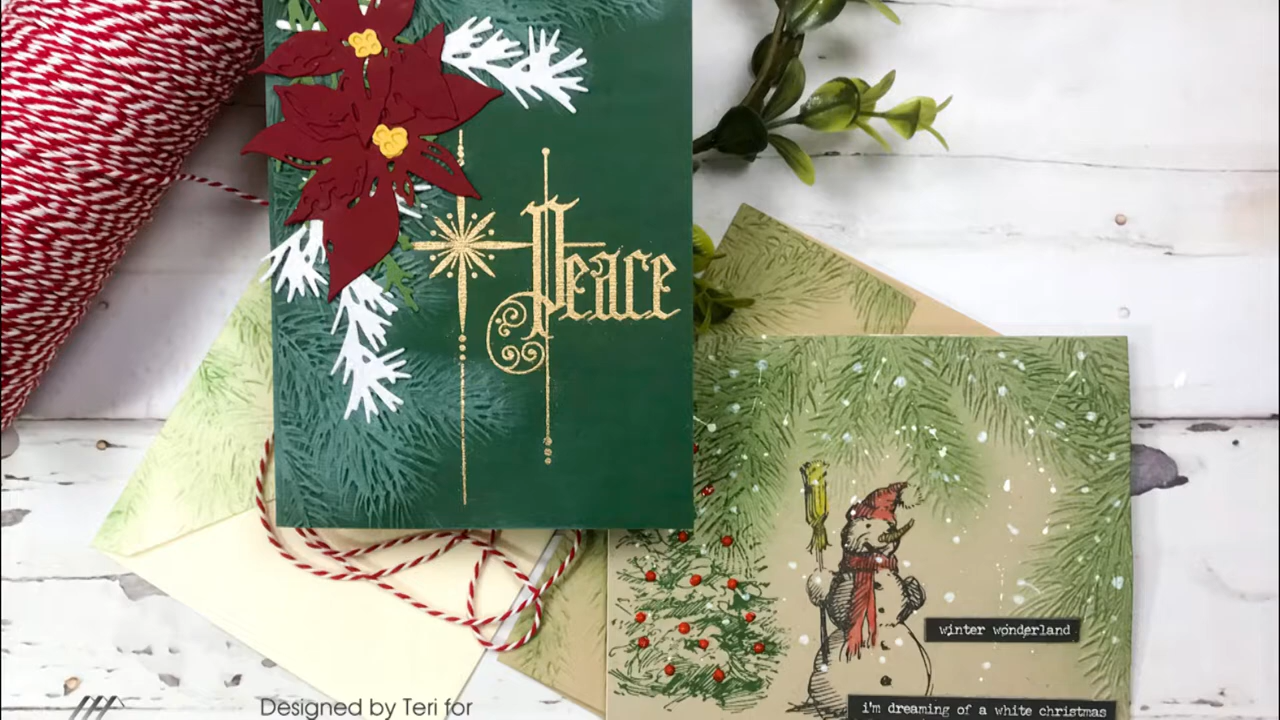 Peace
winter wonderland
i'm dreaming of a white christmas
Designed by Teri for